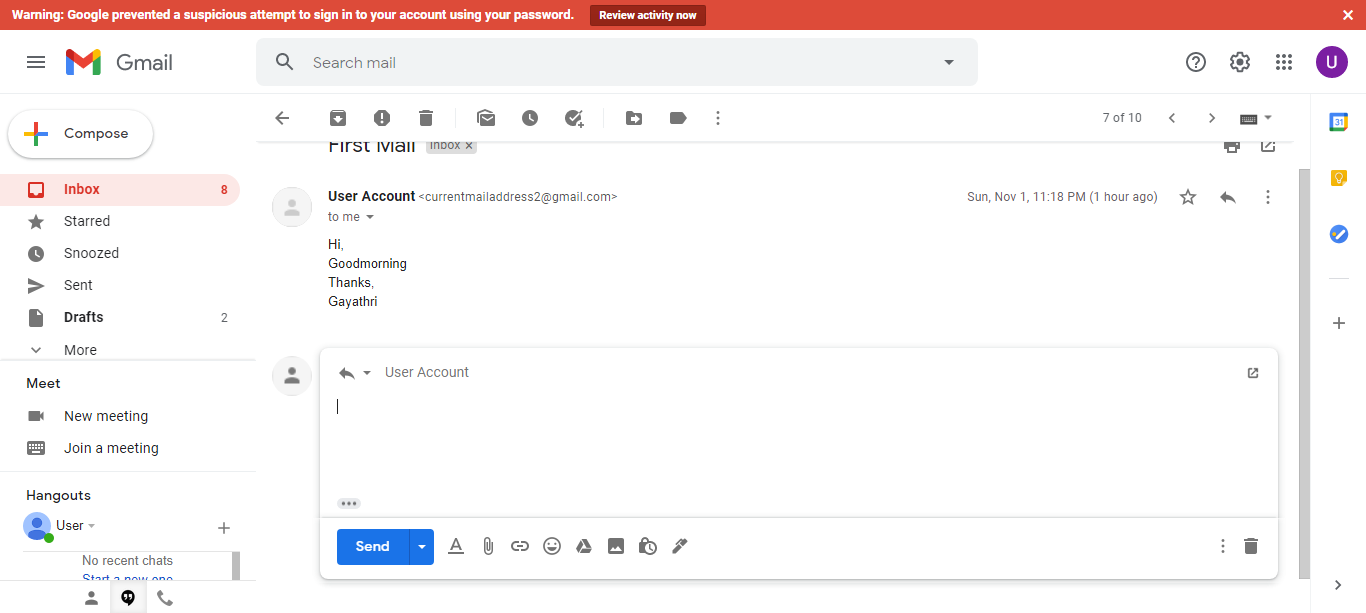 Warning: Google prevented a suspicious attempt to sign in to your account using your password. Review activity now
Gmail
Search mail
U
Compose
7 of 10
31
First Mail
Inbox ×
Inbox 8
Starred
Snoozed
Sent
Drafts 2
More
User Account <currentmailaddress2@gmail.com>
Sun, Nov 1, 11:18 PM (1 hour ago)
to me
Hi,
Goodmorning
Thanks,
Gayathri
User Account
Send
Meet
New meeting
Join a meeting
Hangouts
User
No recent chats
Start a new one